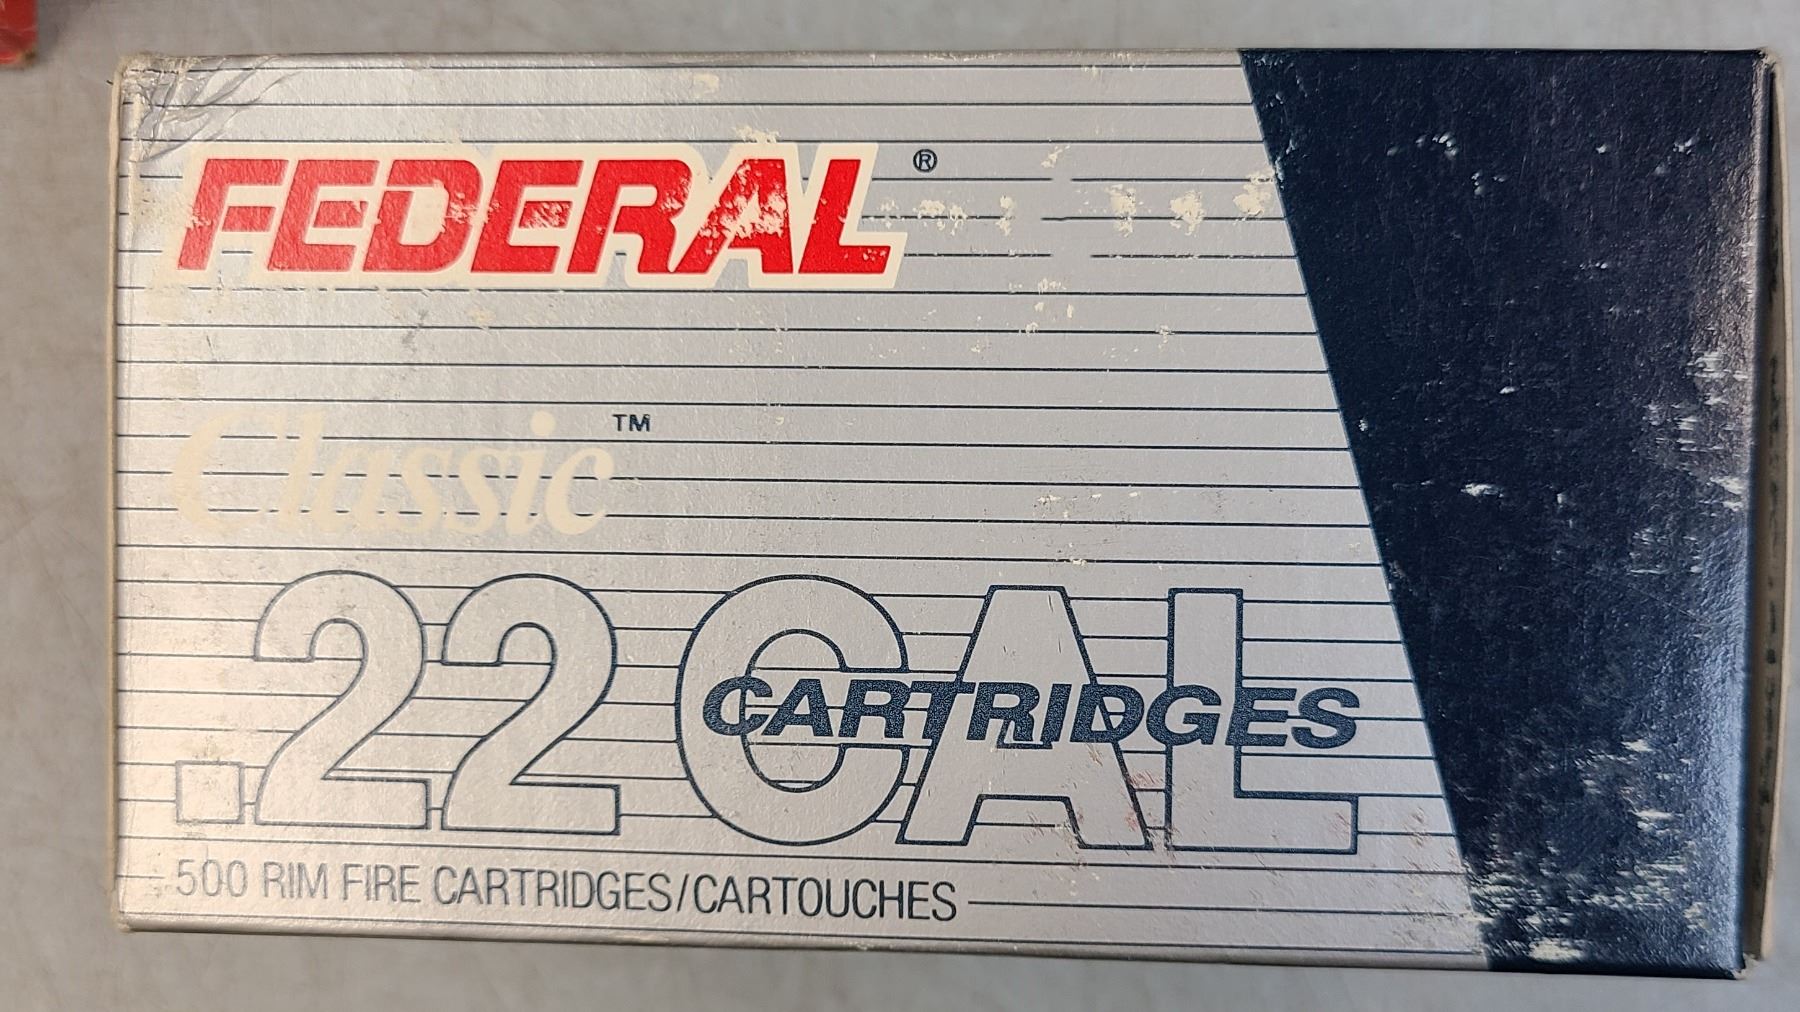 FEDERAL®
Classic™
.22 CAL
CARTRIDGES
500 RIM FIRE CARTRIDGES/CARTOUCHES